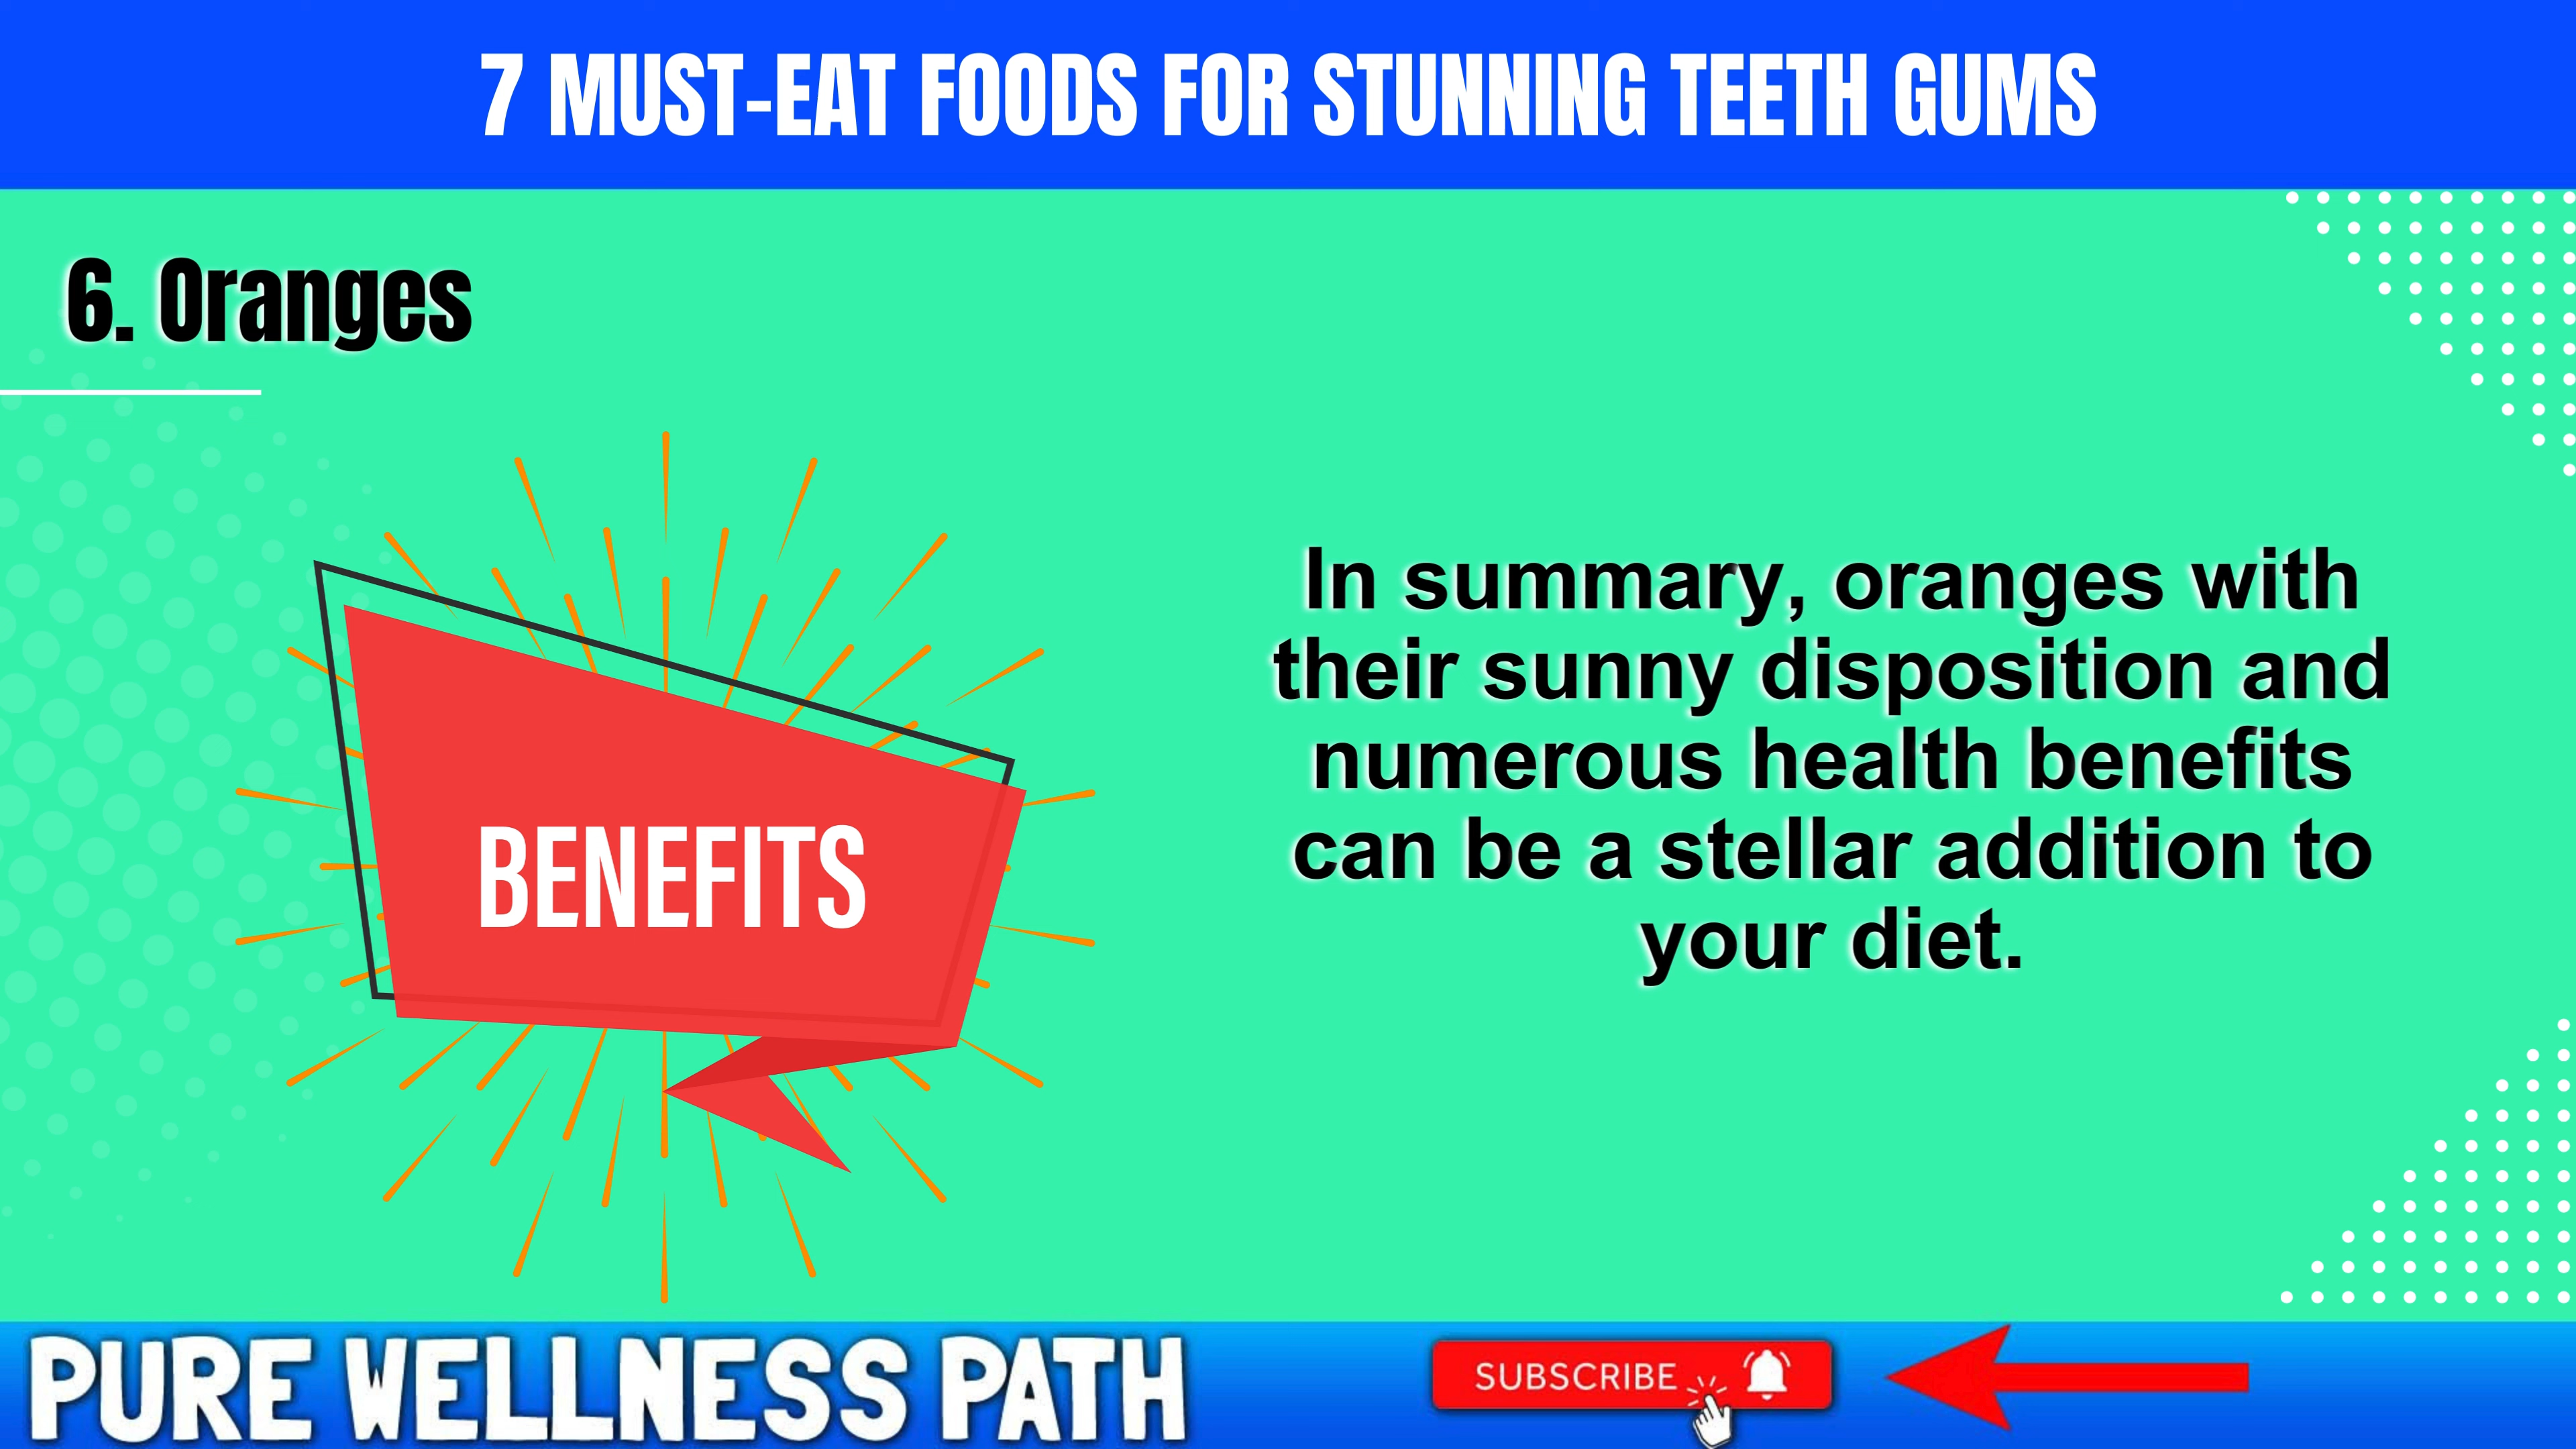 7 MUST-EAT FOODS FOR STUNNING TEETH GUMS
6. Oranges
BENEFITS
In summary, oranges with
their sunny disposition and
numerous health benefits
can be a stellar addition to
your diet.
PURE WELLNESS PATH
SUBSCRIBE